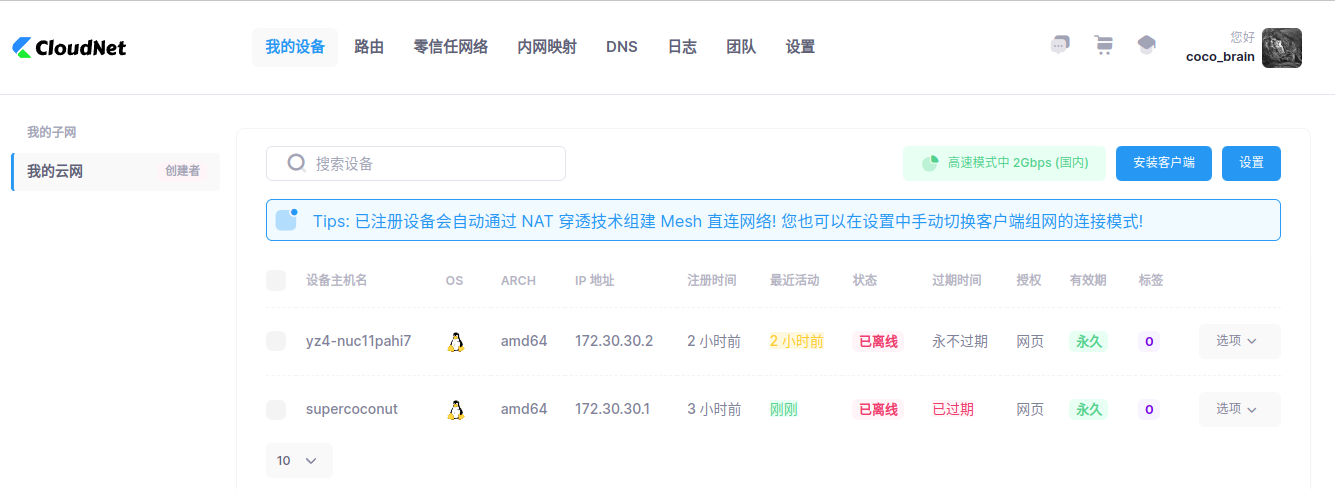 CloudNet
我的设备 路由 零信任网络 内网映射 DNS 日志 团队 设置
您好
coco_brain
我的子网
我的云网 创建者
搜索设备
高速模式中 2Gbps (国内)
安装客户端
设置
Tips: 已注册设备会自动通过 NAT 穿透技术组建 Mesh 直连网络! 您也可以在设置中手动切换客户端组网的连接模式!
设备主机名 OS ARCH IP 地址 注册时间 最近活动 状态 过期时间 授权 有效期 标签
yz4-nuc11pahi7 amd64 172.30.30.2 2 小时前 2 小时前 已离线 永不过期 网页 永久 0 选项
supercoconut amd64 172.30.30.1 3 小时前 刚刚 已离线 已过期 网页 永久 0 选项
10